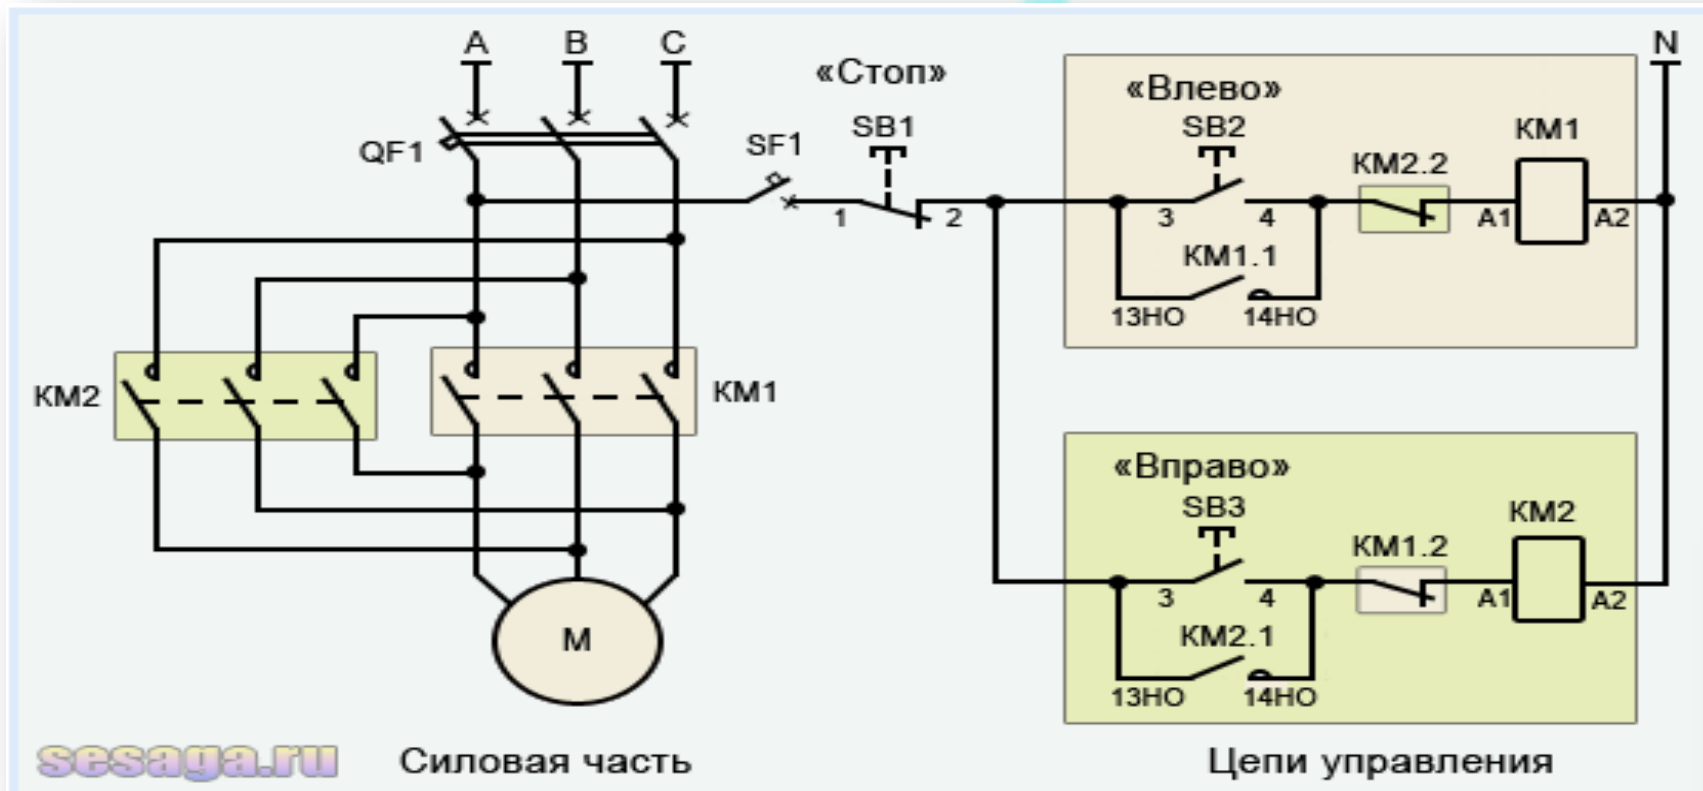 A B C N
«Стоп»
«Влево»
SB1 SB2 KM1
QF1 SF1 KM2.2
1 2 3 4 A1 A2
KM1.1
13НО 14НО
KM2 KM1
«Вправо»
SB3 KM2
KM1.2
3 4 A1 A2
M KM2.1
13НО 14НО
sesaga.ru Силовая часть Цепи управления